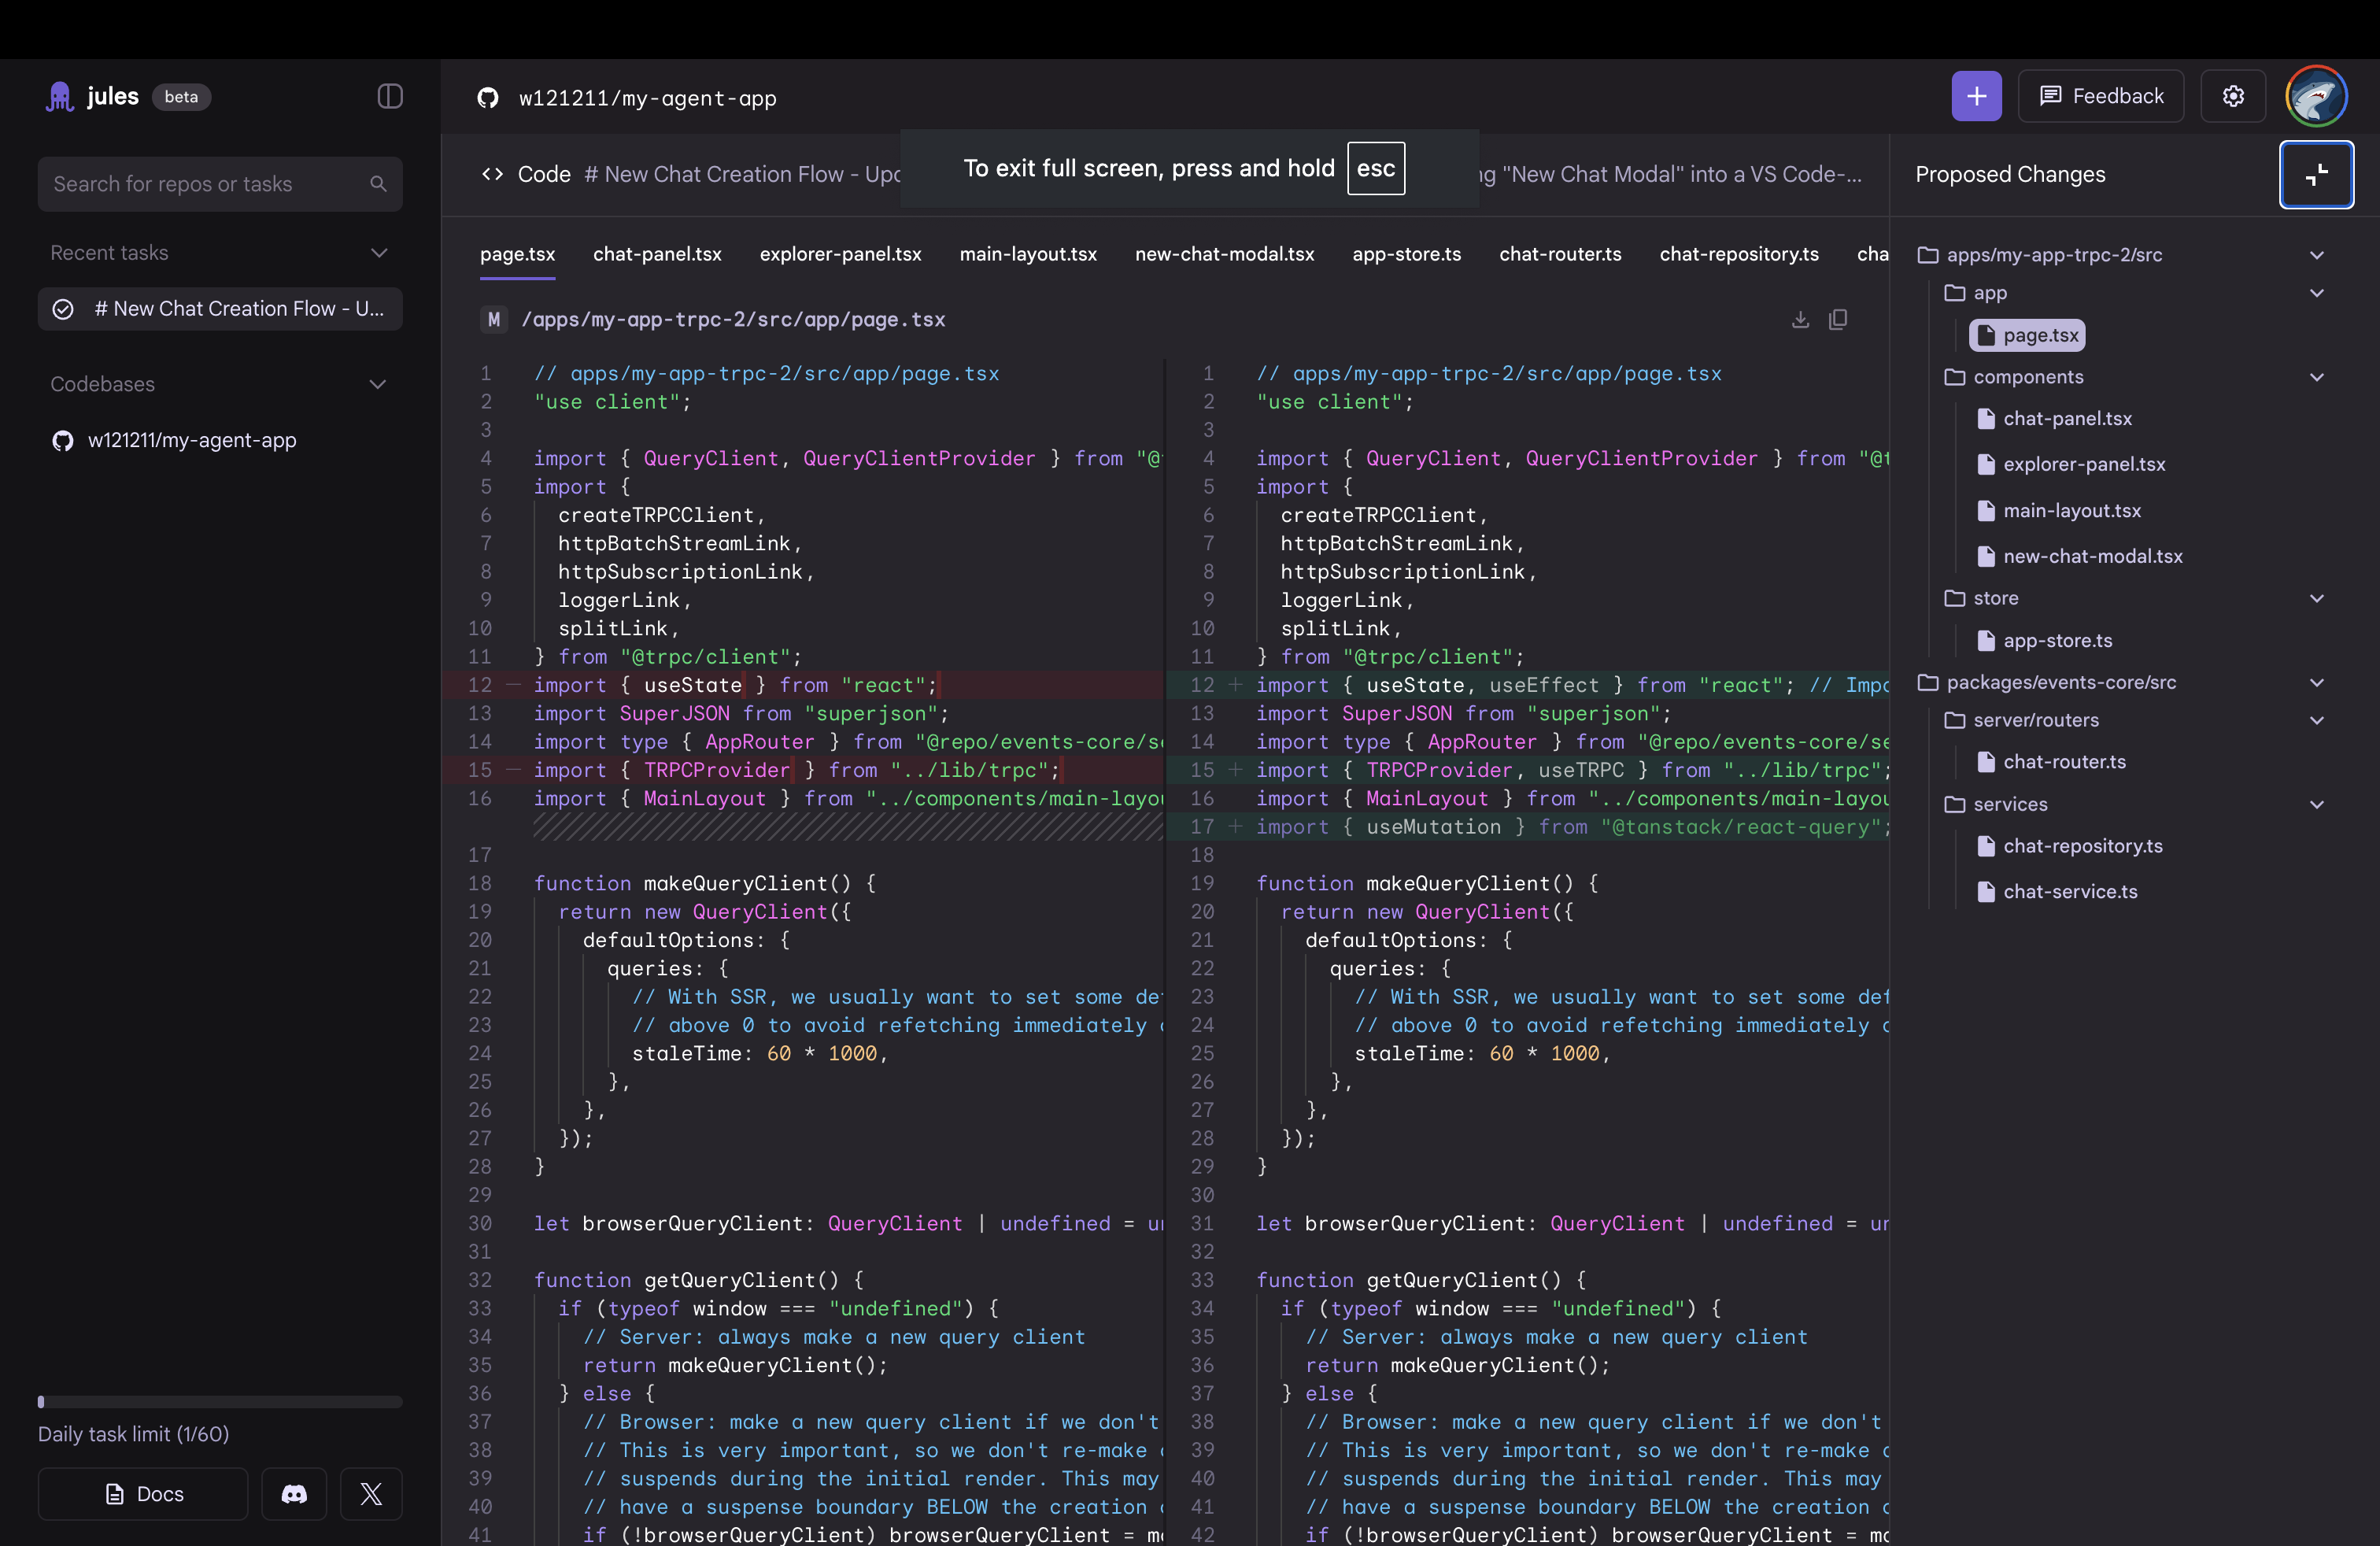 jules beta
Search for repos or tasks
Recent tasks
# New Chat Creation Flow - U...
Codebases
w121211/my-agent-app
Daily task limit (1/60)
Docs
w121211/my-agent-app
Feedback
Code # New Chat Creation Flow - "New Chat Modal" into a VS Code-...
To exit full screen, press and hold esc
page.tsx chat-panel.tsx explorer-panel.tsx main-layout.tsx new-chat-modal.tsx app-store.ts chat-router.ts chat-repository.ts
M /apps/my-app-trpc-2/src/app/page.tsx
1 // apps/my-app-trpc-2/src/app/page.tsx
2 "use client";
3
4 import { QueryClient, QueryClientProvider } from
5 import {
6 createTRPCClient,
7 httpBatchStreamLink,
8 httpSubscriptionLink,
9 loggerLink,
10 splitLink,
11 } from "@trpc/client";
12 — import { useState } from "react";
13 import SuperJSON from "superjson";
14 import type { AppRouter } from "@repo/events-core/
15 — import { TRPCProvider } from "../lib/trpc";
16 import { MainLayout } from "../components/
17
18 function makeQueryClient() {
19 return new QueryClient({
20 defaultOptions: {
21 queries: {
22 // With SSR, we usually want to set some
23 // above 0 to avoid refetching immediately
24 staleTime: 60 * 1000,
25 },
26 },
27 });
28 }
29
30 let browserQueryClient: QueryClient | undefined =
31
32 function getQueryClient() {
33 if (typeof window === "undefined") {
34 // Server: always make a new query client
35 return makeQueryClient();
36 } else {
37 // Browser: make a new query client if we don't
38 // This is very important, so we don't re-make
39 // suspends during the initial render. This may
40 // have a suspense boundary BELOW the creation
41 if (!browserQueryClient) browserQueryClient =
1 // apps/my-app-trpc-2/src/app/page.tsx
2 "use client";
3
4 import { QueryClient, QueryClientProvider } from
5 import {
6 createTRPCClient,
7 httpBatchStreamLink,
8 httpSubscriptionLink,
9 loggerLink,
10 splitLink,
11 } from "@trpc/client";
12 + import { useState, useEffect } from "react"; //
13 import SuperJSON from "superjson";
14 import type { AppRouter } from "@repo/events-core/
15 + import { TRPCProvider, useTRPC } from "../lib/trpc";
16 import { MainLayout } from "../components/
17 + import { useMutation } from "@tanstack/react-query";
18
19 function makeQueryClient() {
20 return new QueryClient({
21 defaultOptions: {
22 queries: {
23 // With SSR, we usually want to set some
24 // above 0 to avoid refetching immediately
25 staleTime: 60 * 1000,
26 },
27 },
28 });
29 }
30
31 let browserQueryClient: QueryClient | undefined =
32
33 function getQueryClient() {
34 if (typeof window === "undefined") {
35 // Server: always make a new query client
36 return makeQueryClient();
37 } else {
38 // Browser: make a new query client if we don't
39 // This is very important, so we don't re-make
40 // suspends during the initial render. This may
41 // have a suspense boundary BELOW the creation
42 if (!browserQueryClient) browserQueryClient =
Proposed Changes
apps/my-app-trpc-2/src
app
page.tsx
components
chat-panel.tsx
explorer-panel.tsx
main-layout.tsx
new-chat-modal.tsx
store
app-store.ts
packages/events-core/src
server/routers
chat-router.ts
services
chat-repository.ts
chat-service.ts